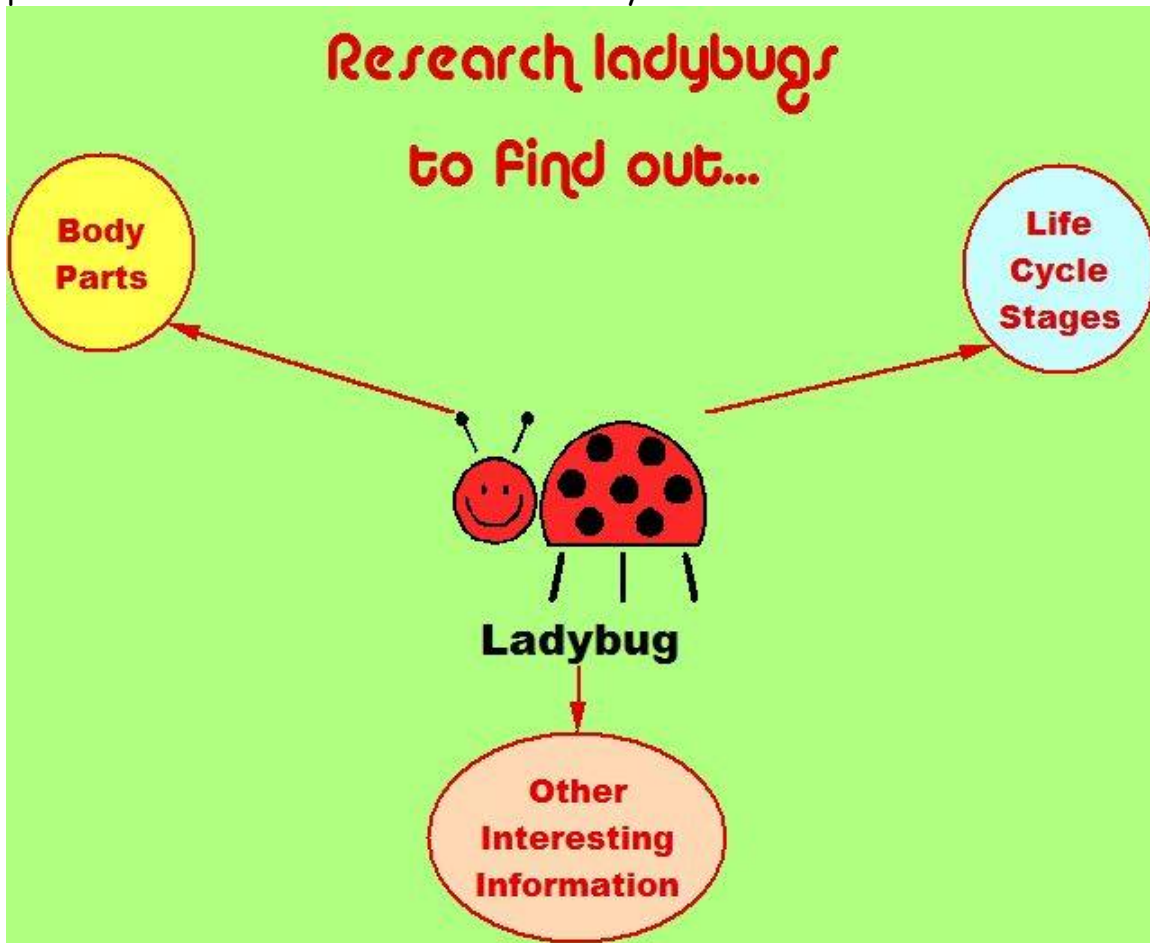 Research ladybugs
to find out...
Body
Parts
Life
Cycle
Stages
Ladybug
Other
Interesting
Information